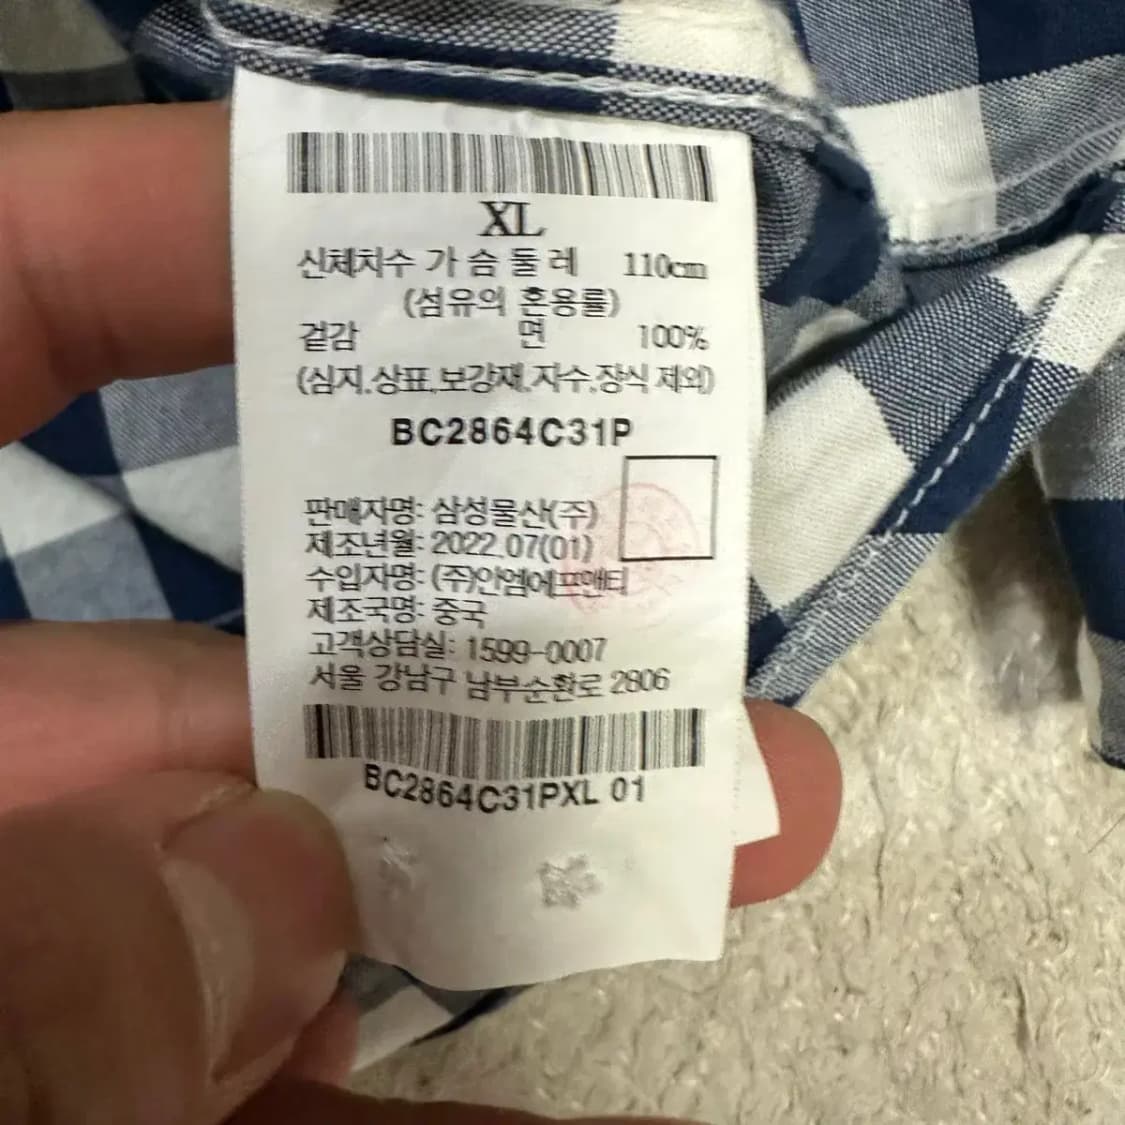 XL
신체치수 가슴둘레 110cm
(섬유의 혼용률)
겉감 면 100%
(심지,상표,보강재,자수,장식 제외)
BC2864C31P
판매자명: 삼성물산(주)
제조년월: 2022.07(01)
수입자명: (주)안엠에프앤티
제조국명: 중국
고객상담실: 1599-0007
서울 강남구 남부순환로 2806
BC2864C31PXL 01